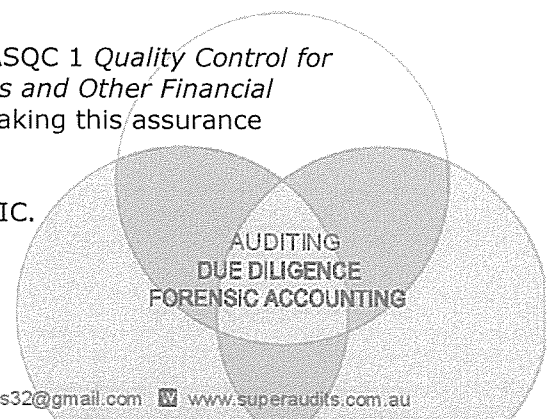 ASQC 1 Quality Control for
s and Other Financial
aking this assurance
IC.
AUDITING
DUE DILIGENCE
FORENSIC ACCOUNTING
s32@gmail.com W www.superaudits.com.au